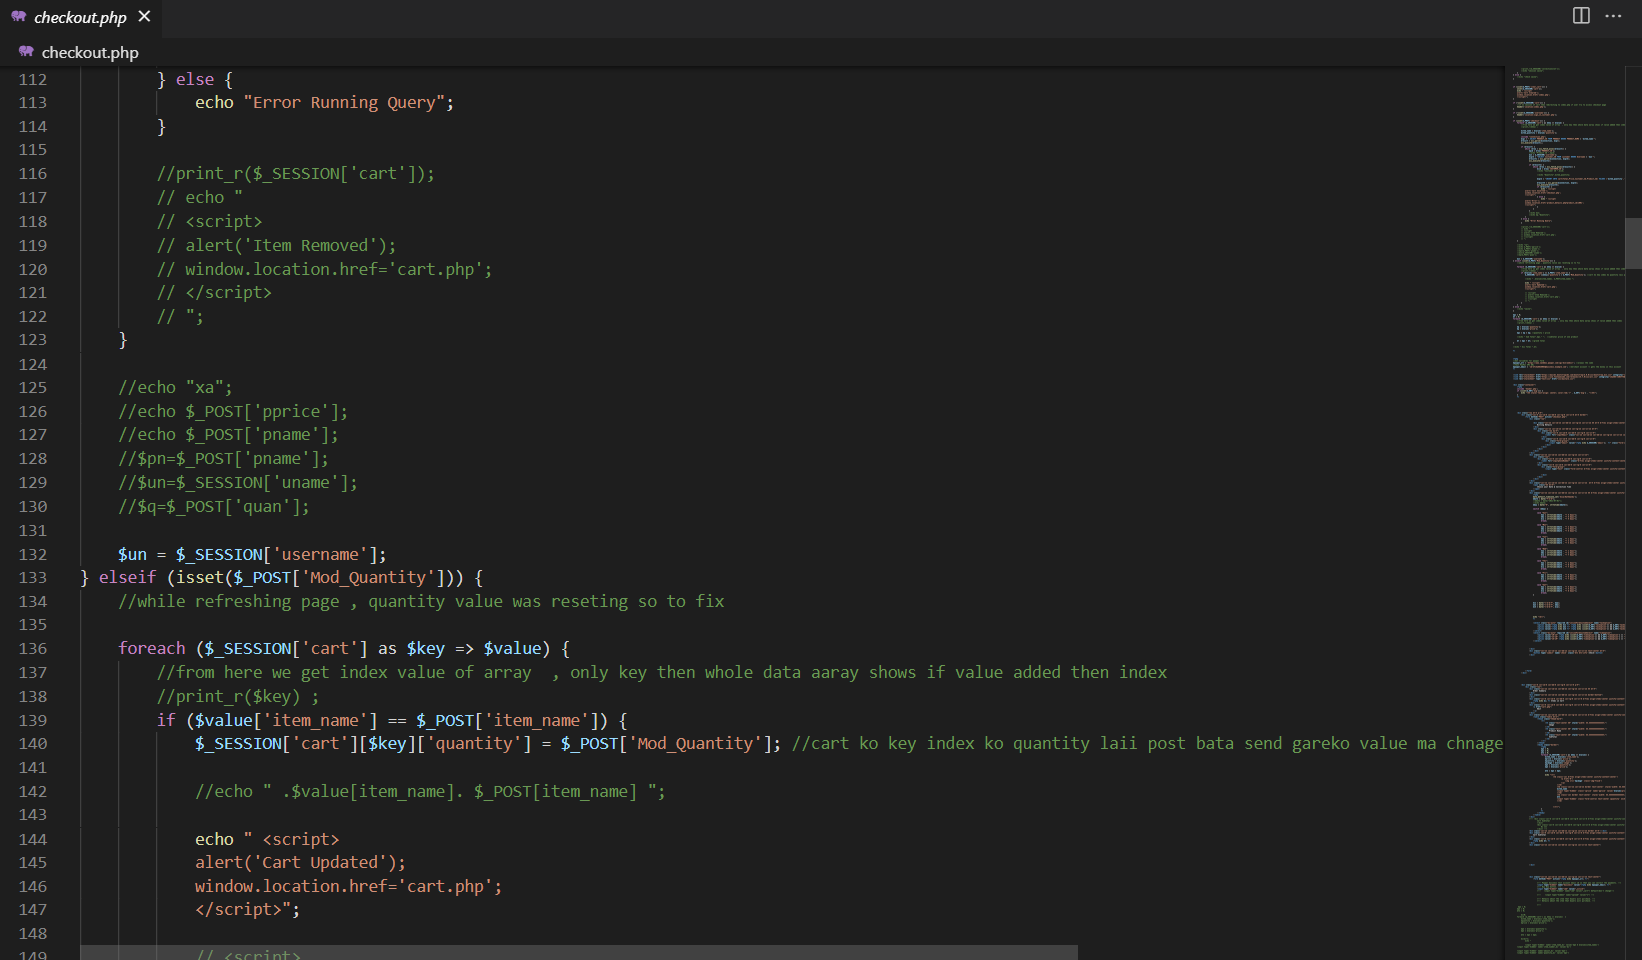 checkout.php
checkout.php
112 } else {
113 echo "Error Running Query";
114 }
115
116 //print_r($_SESSION['cart']);
117 // echo "
118 // <script>
119 // alert('Item Removed');
120 // window.location.href='cart.php';
121 // </script>
122 // ";
123 }
124
125 //echo "xa";
126 //echo $_POST['pprice'];
127 //echo $_POST['pname'];
128 //$pn=$_POST['pname'];
129 //$un=$_SESSION['uname'];
130 //$q=$_POST['quan'];
131
132 $un = $_SESSION['username'];
133 } elseif (isset($_POST['Mod_Quantity'])) {
134 //while refreshing page , quantity value was reseting so to fix
135
136 foreach ($_SESSION['cart'] as $key => $value) {
137 //from here we get index value of array  , only key then whole data aaray shows if value added then index
138 //print_r($key) ;
139 if ($value['item_name'] == $_POST['item_name']) {
140 $_SESSION['cart'][$key]['quantity'] = $_POST['Mod_Quantity']; //cart ko key index ko quantity laii post bata send gareko value ma chnage
141
142 //echo " .$value[item_name]. $_POST[item_name] ";
143
144 echo " <script>
145 alert('Cart Updated');
146 window.location.href='cart.php';
147 </script>";
148
149 // <script>